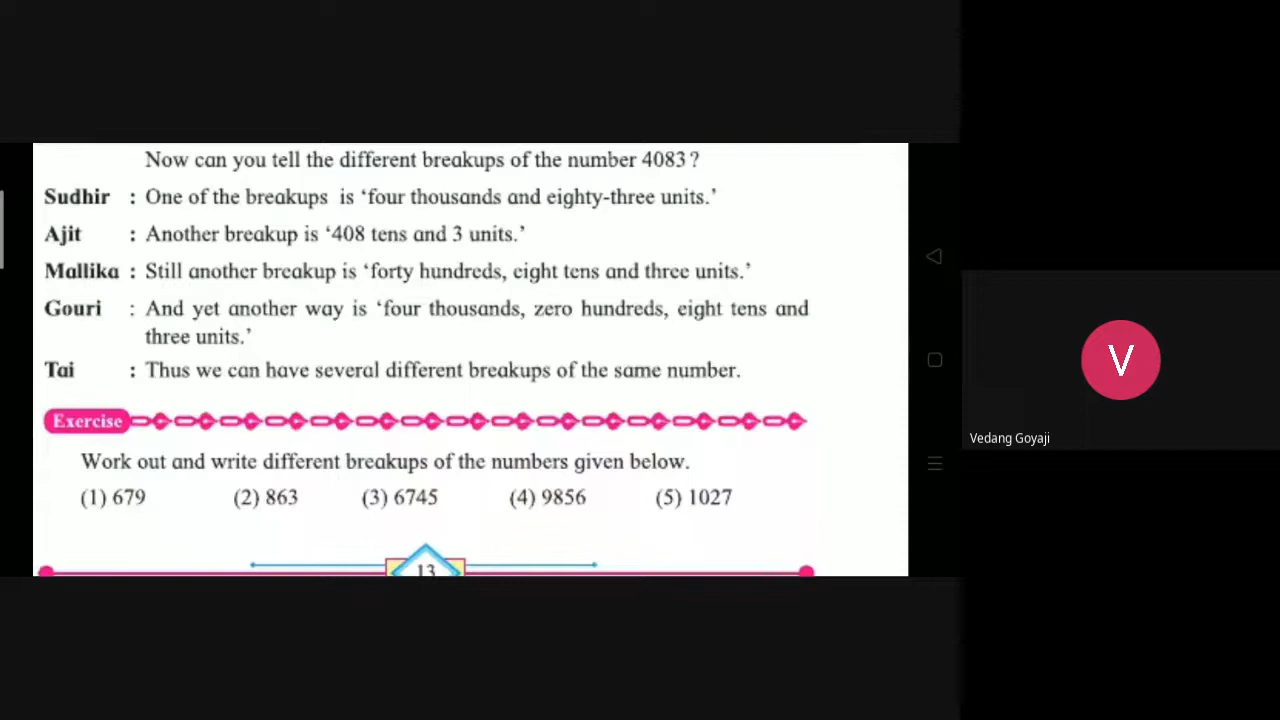 Now can you tell the different breakups of the number 4083 ?
Sudhir : One of the breakups is ‘four thousands and eighty-three units.’
Ajit : Another breakup is ‘408 tens and 3 units.’
Mallika : Still another breakup is ‘forty hundreds, eight tens and three units.’
Gouri : And yet another way is ‘four thousands, zero hundreds, eight tens and
three units.’
Tai : Thus we can have several different breakups of the same number.
Exercise
Work out and write different breakups of the numbers given below.
(1) 679 (2) 863 (3) 6745 (4) 9856 (5) 1027
13
V
Vedang Goyaji